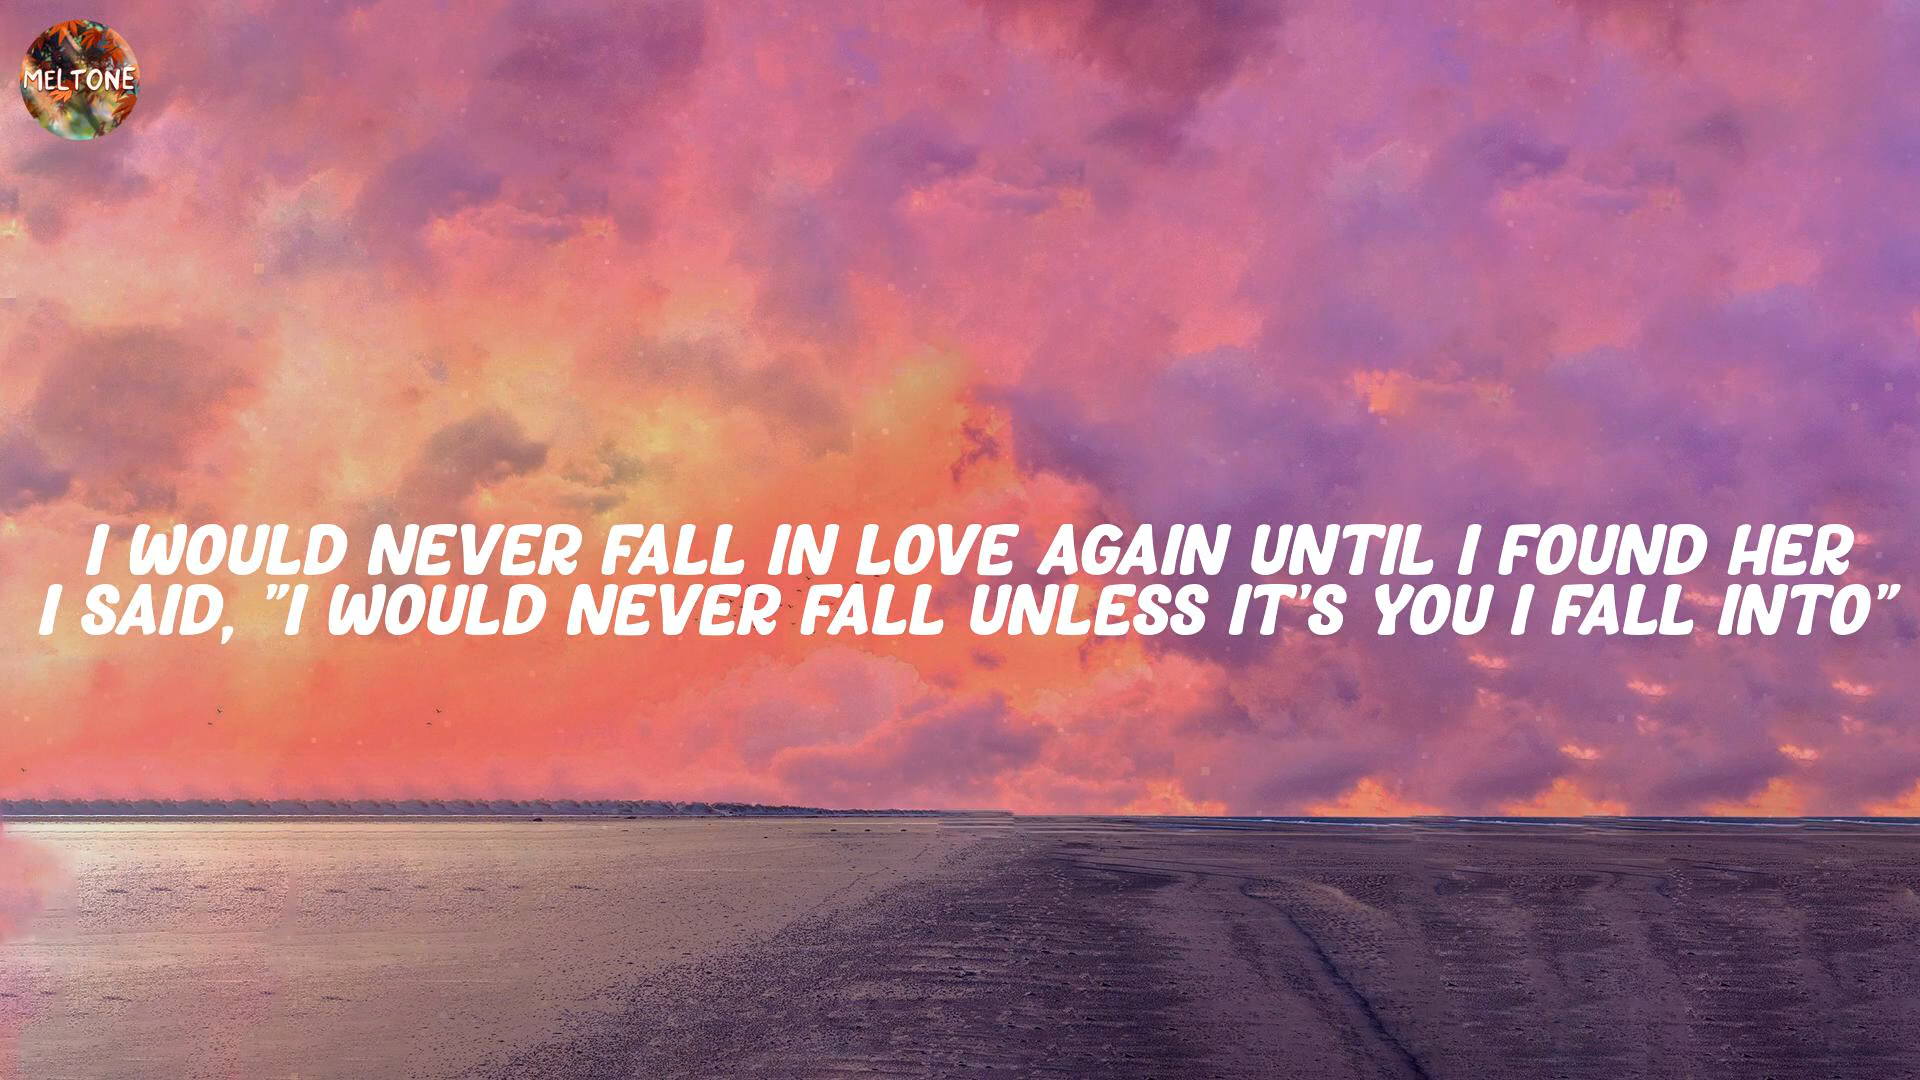 MELTONE
I WOULD NEVER FALL IN LOVE AGAIN UNTIL I FOUND HER
I SAID, "I WOULD NEVER FALL UNLESS IT'S YOU I FALL INTO"